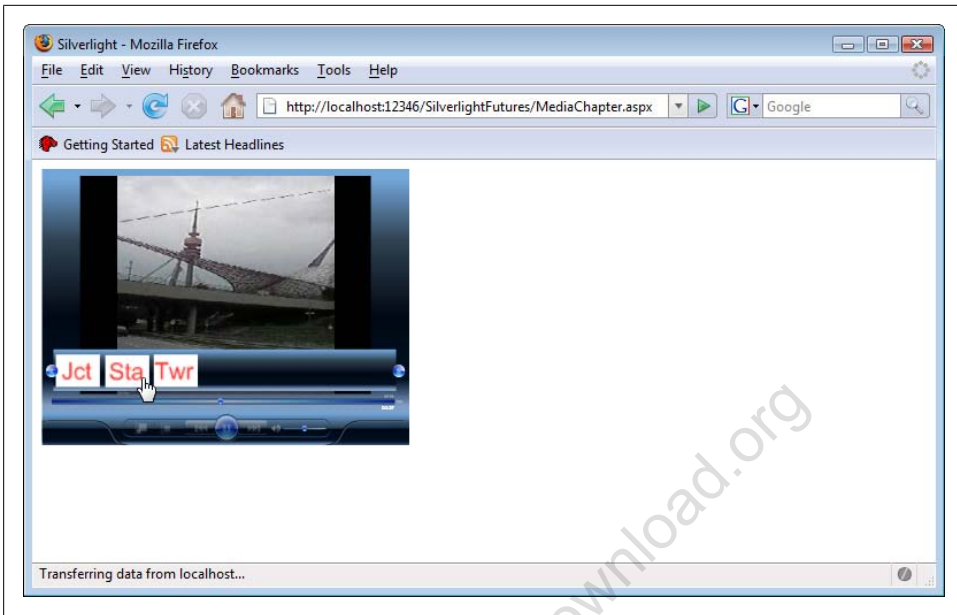 Silverlight - Mozilla Firefox
File Edit View History Bookmarks Tools Help
http://localhost:12346/SilverlightFutures/MediaChapter.aspx Google
Getting Started Latest Headlines
Jct Sta Twr
Transferring data from localhost...